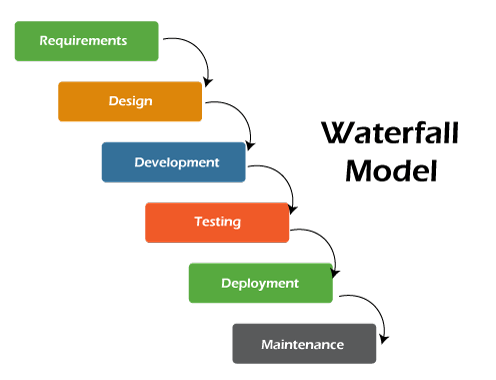 Requirements
Design
Development
Testing
Deployment
Maintenance
Waterfall
Model